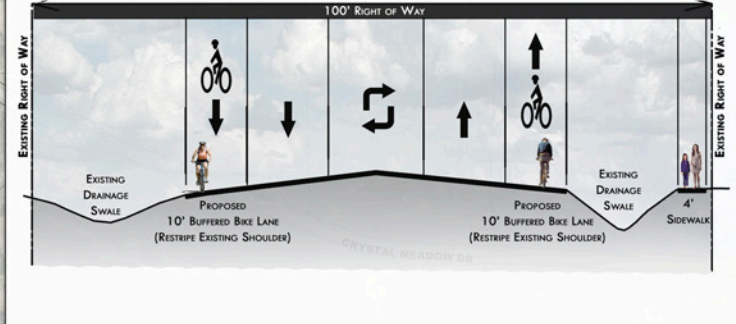 100' RIGHT OF WAY
EXISTING RIGHT OF WAY
EXISTING RIGHT OF WAY
EXISTING
DRAINAGE
SWALE
PROPOSED
10' BUFFERED BIKE LANE
(RESTRIPE EXISTING SHOULDER)
PROPOSED
10' BUFFERED BIKE LANE
(RESTRIPE EXISTING SHOULDER)
EXISTING
DRAINAGE
SWALE
4'
SIDEWALK
CRYSTAL MEADOW DR